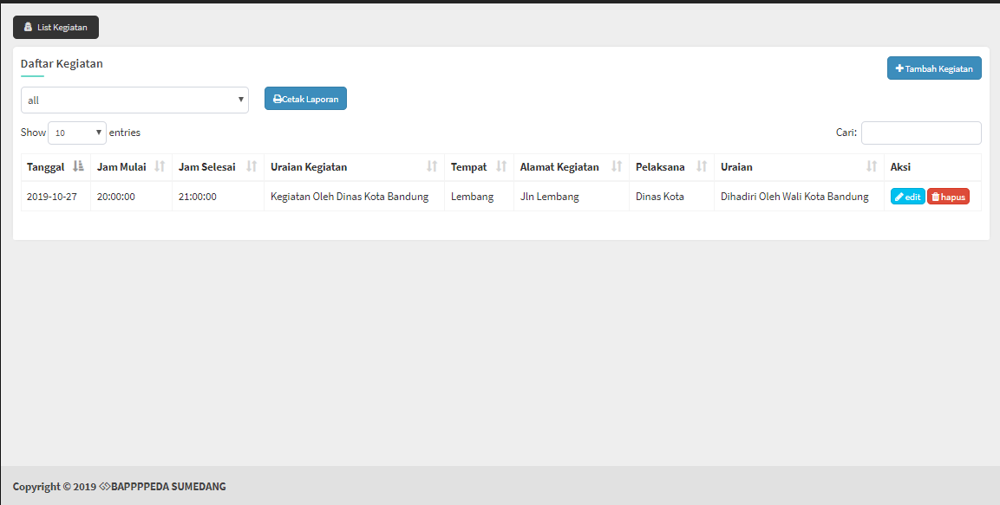 List Kegiatan
Daftar Kegiatan
Tambah Kegiatan
all
Cetak Laporan
Show 10 entries
Cari:
Tanggal Jam Mulai Jam Selesai Uraian Kegiatan Tempat Alamat Kegiatan Pelaksana Uraian Aksi
2019-10-27 20:00:00 21:00:00 Kegiatan Oleh Dinas Kota Bandung Lembang Jln Lembang Dinas Kota Dihadiri Oleh Wali Kota Bandung edit hapus
Copyright © 2019 BAPPPPEDA SUMEDANG